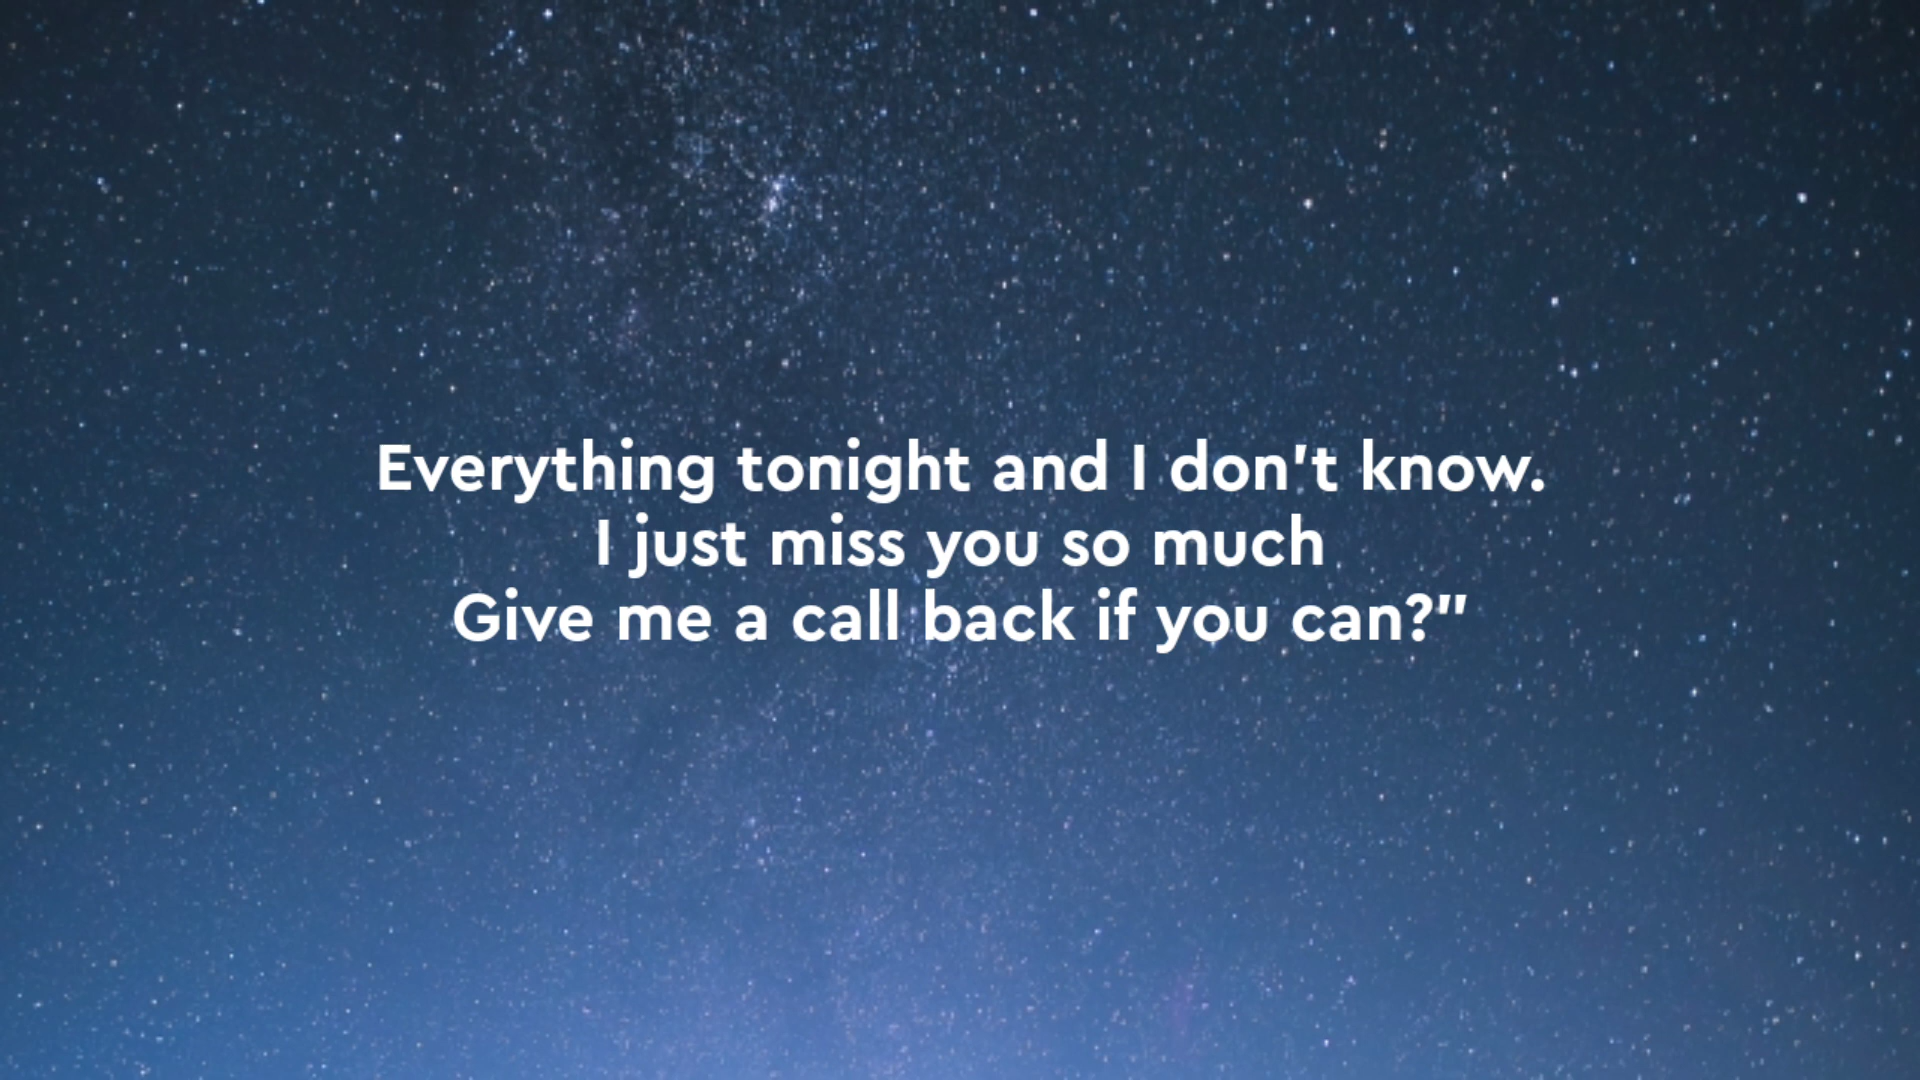 Everything tonight and I don't know.
I just miss you so much
Give me a call back if you can?"